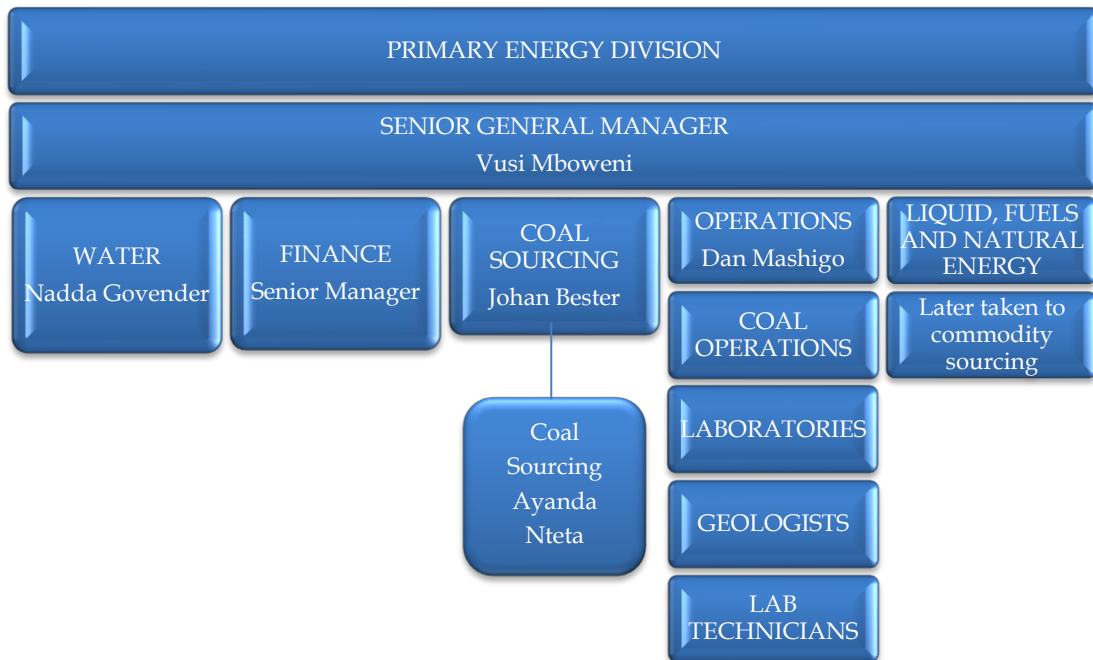 PRIMARY ENERGY DIVISION
SENIOR GENERAL MANAGER
Vusi Mboweni
WATER
Nadda Govender
FINANCE
Senior Manager
COAL
SOURCING
Johan Bester
Coal
Sourcing
Ayanda
Nteta
OPERATIONS
Dan Mashigo
COAL
OPERATIONS
LABORATORIES
GEOLOGISTS
LAB
TECHNICIANS
LIQUID, FUELS
AND NATURAL
ENERGY
Later taken to
commodity
sourcing